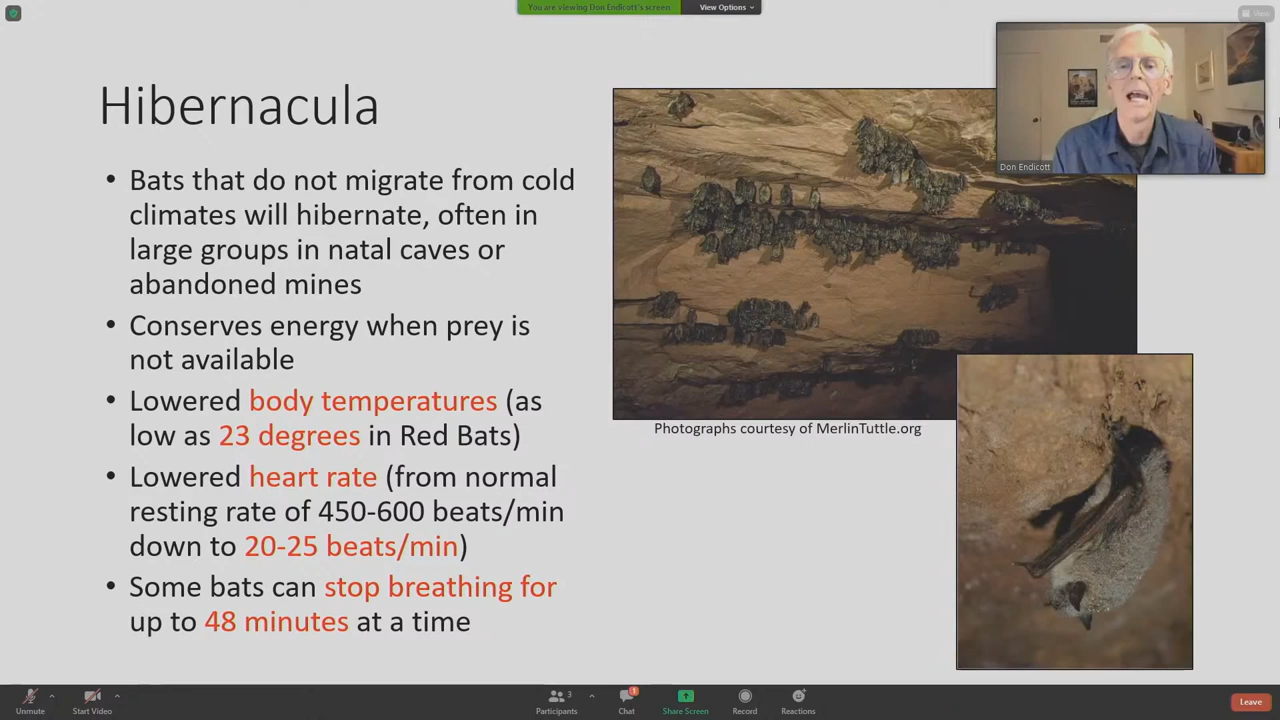 You are viewing Don Endicott's screen
View Options
View
Hibernacula
Don Endicott
• Bats that do not migrate from cold
climates will hibernate, often in
large groups in natal caves or
abandoned mines
• Conserves energy when prey is
not available
• Lowered body temperatures (as
low as 23 degrees in Red Bats)
• Lowered heart rate (from normal
resting rate of 450-600 beats/min
down to 20-25 beats/min)
• Some bats can stop breathing for
up to 48 minutes at a time
Photographs courtesy of MerlinTuttle.org
Unmute
Start Video
Participants
3
Chat
1
Share Screen
Record
Reactions
Leave